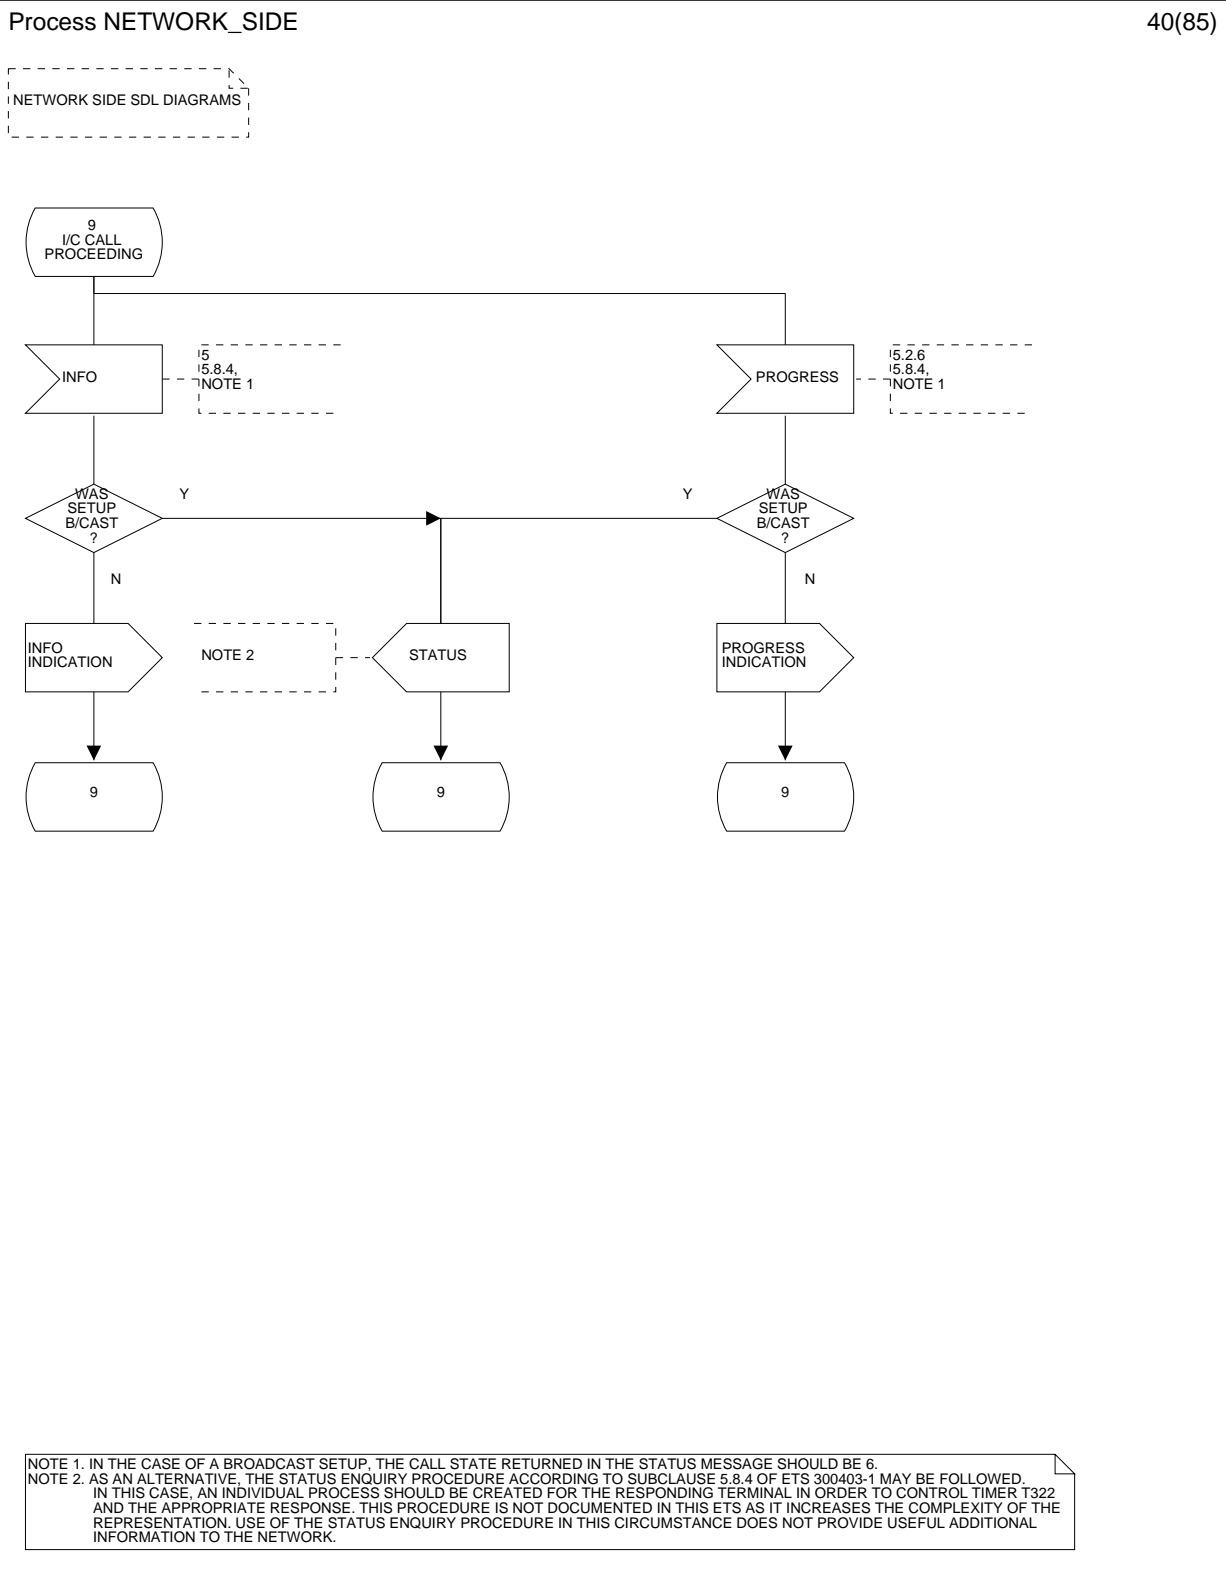 Process NETWORK_SIDE
40(85)
NETWORK SIDE SDL DIAGRAMS
9
I/C CALL
PROCEEDING
INFO
5
5.8.4,
NOTE 1
PROGRESS
5.2.6
5.8.4,
NOTE 1
WAS
SETUP
B/CAST
?
Y
N
Y
WAS
SETUP
B/CAST
?
N
INFO
INDICATION
NOTE 2
STATUS
PROGRESS
INDICATION
9
9
9
NOTE 1. IN THE CASE OF A BROADCAST SETUP, THE CALL STATE RETURNED IN THE STATUS MESSAGE SHOULD BE 6.
NOTE 2. AS AN ALTERNATIVE, THE STATUS ENQUIRY PROCEDURE ACCORDING TO SUBCLAUSE 5.8.4 OF ETS 300403-1 MAY BE FOLLOWED.
IN THIS CASE, AN INDIVIDUAL PROCESS SHOULD BE CREATED FOR THE RESPONDING TERMINAL IN ORDER TO CONTROL TIMER T322
AND THE APPROPRIATE RESPONSE. THIS PROCEDURE IS NOT DOCUMENTED IN THIS ETS AS IT INCREASES THE COMPLEXITY OF THE
REPRESENTATION. USE OF THE STATUS ENQUIRY PROCEDURE IN THIS CIRCUMSTANCE DOES NOT PROVIDE USEFUL ADDITIONAL
INFORMATION TO THE NETWORK.